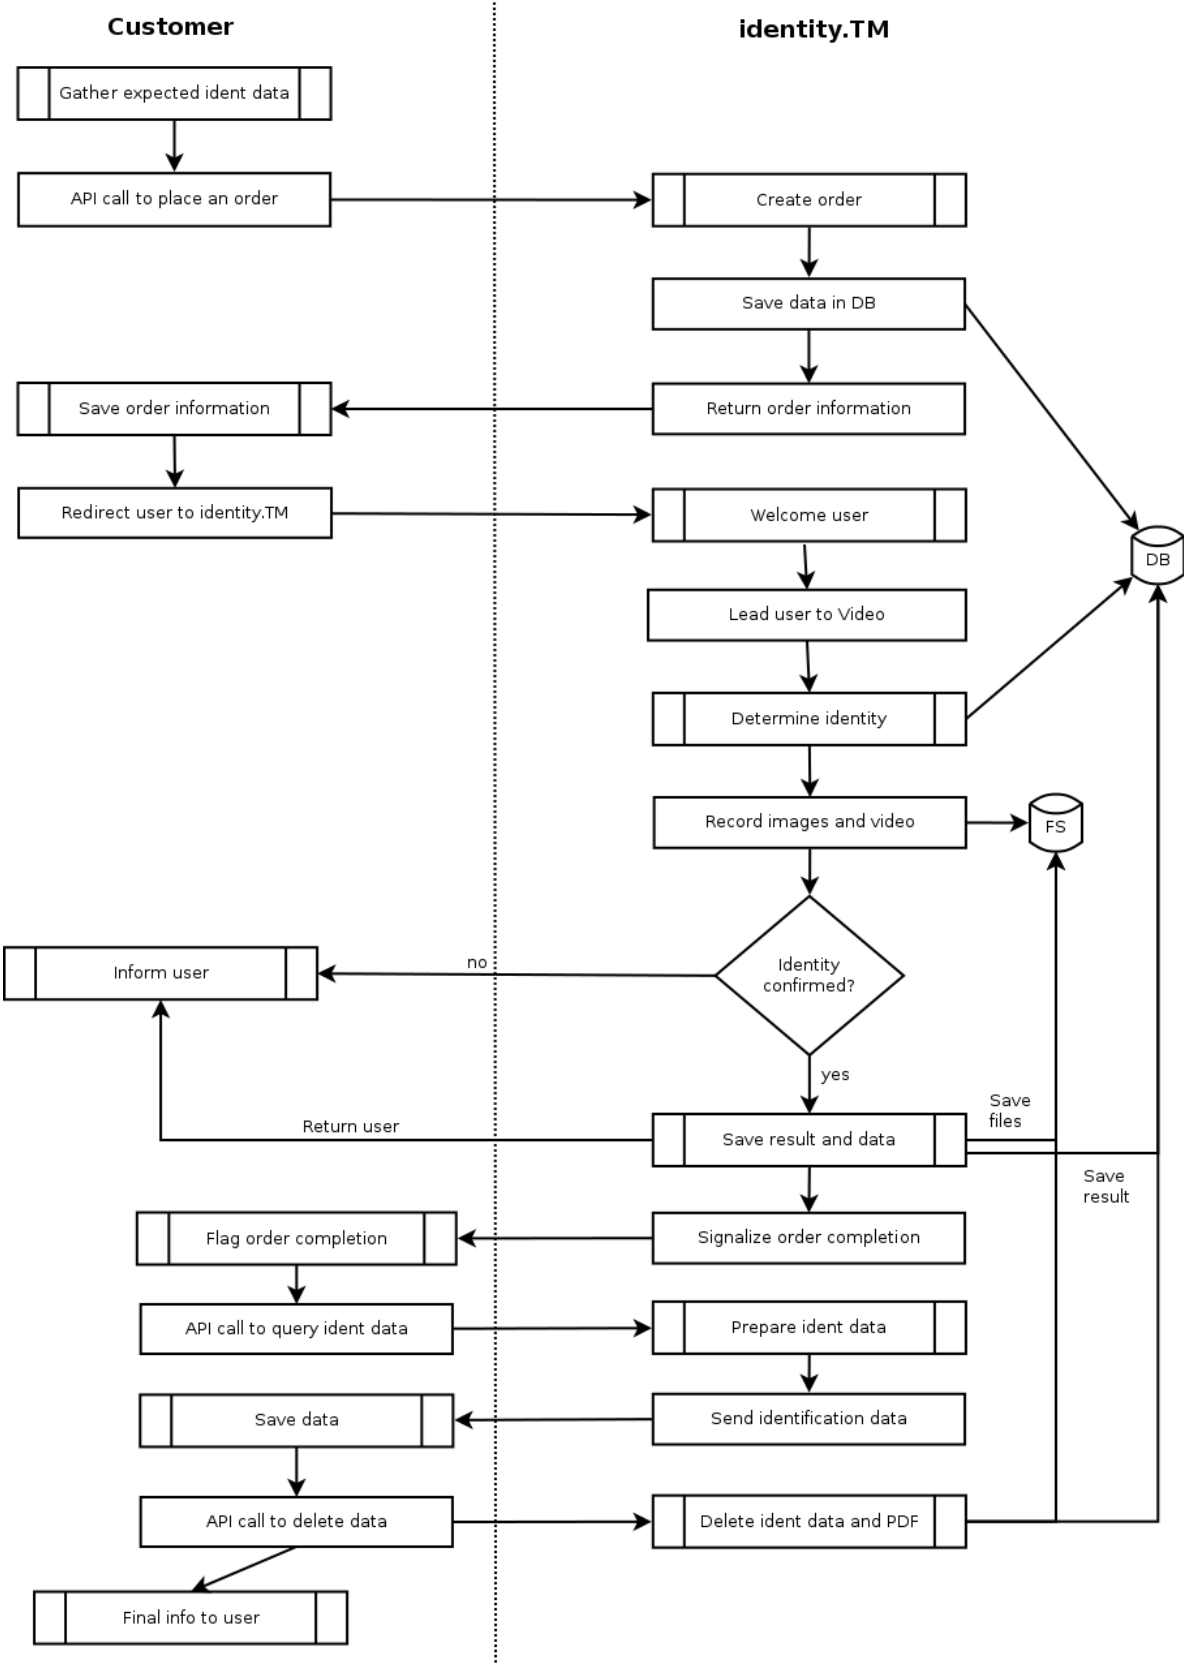 Customer
identity.TM
Gather expected ident data
API call to place an order
Create order
Save data in DB
Save order information
Return order information
Redirect user to identity.TM
Welcome user
DB
Lead user to Video
Determine identity
Record images and video
FS
Identity
confirmed?
no
Inform user
yes
Save
files
Return user
Save result and data
Save
result
Flag order completion
Signalize order completion
API call to query ident data
Prepare ident data
Save data
Send identification data
API call to delete data
Delete ident data and PDF
Final info to user